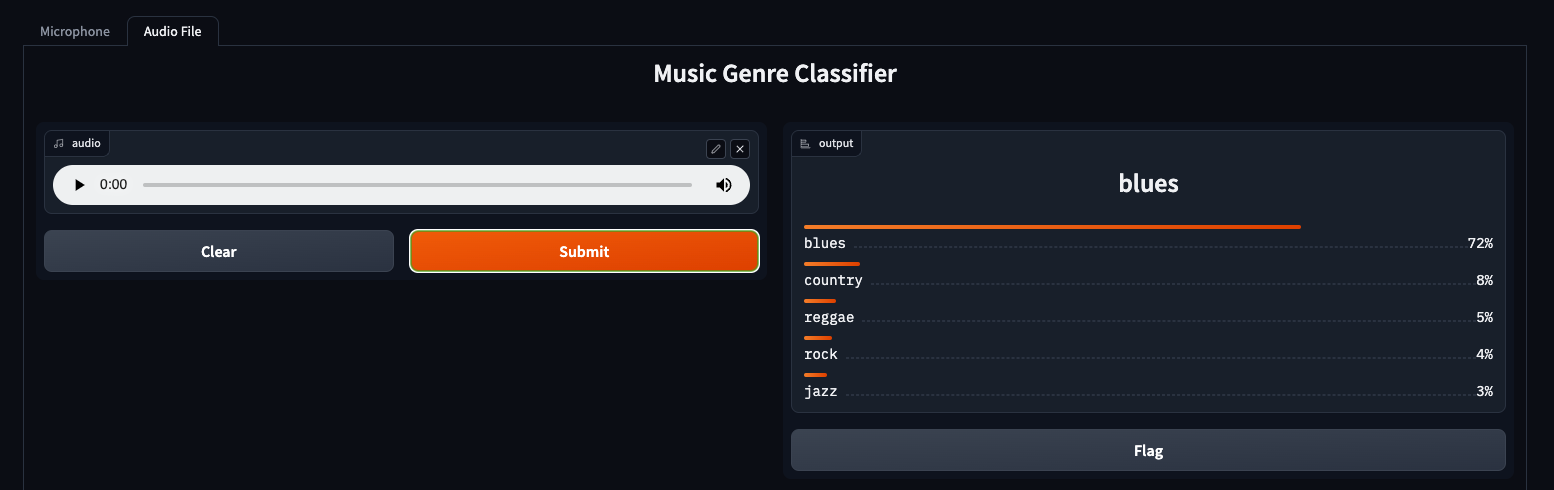 Microphone
Audio File
Music Genre Classifier
audio
0:00
Clear
Submit
output
blues
blues 72%
country 8%
reggae 5%
rock 4%
jazz 3%
Flag